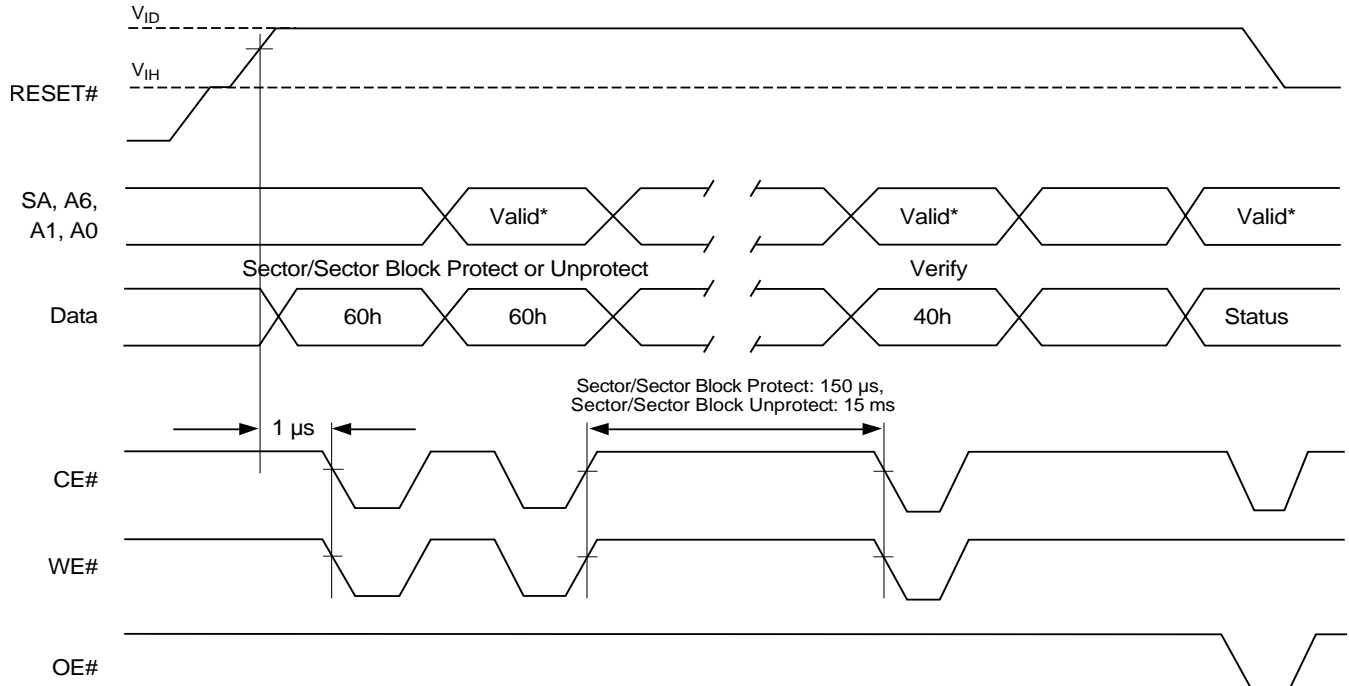 VID
VIH
RESET#
SA, A6,
A1, A0
Valid*
Valid*
Valid*
Sector/Sector Block Protect or Unprotect
Verify
Data
60h
60h
40h
Status
Sector/Sector Block Protect: 150 µs,
Sector/Sector Block Unprotect: 15 ms
1 µs
CE#
WE#
OE#